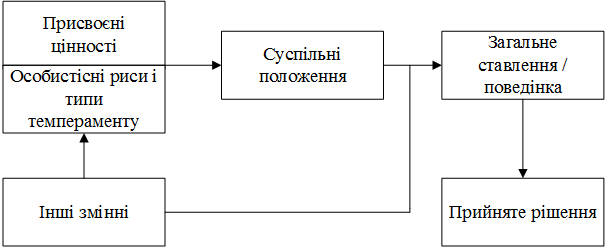 Присвоєні
цінності
Особистісні риси і
типи
темпераменту
Суспільні
положення
Загальне
ставлення /
поведінка
Інші змінні
Прийняте рішення